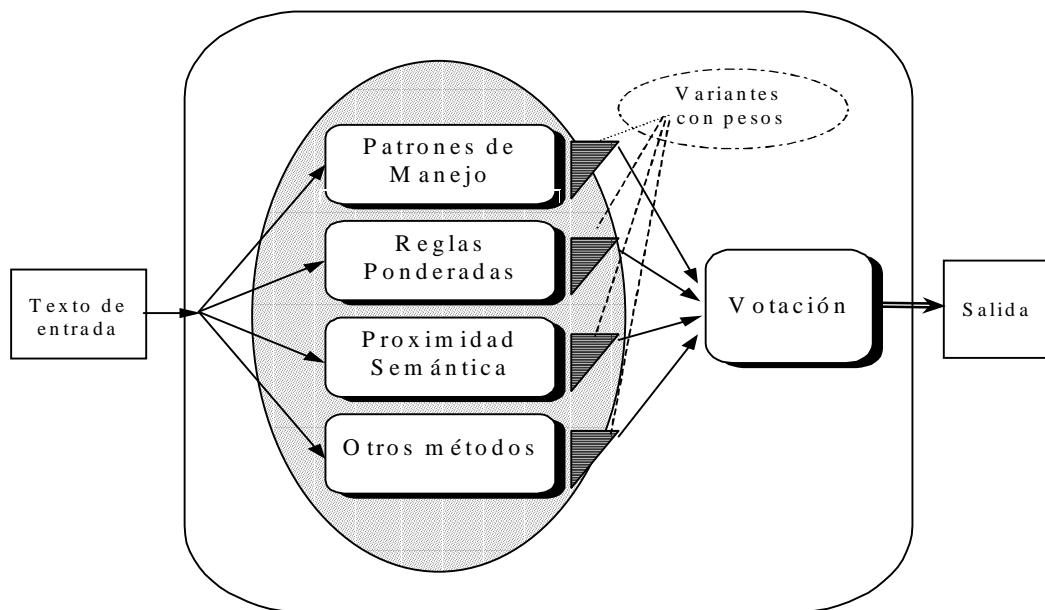 Variantes
con pesos
Patrones de
Manejo
Reglas
Ponderadas
Texto de
entrada
Votación
Salida
Proximidad
Semántica
Otros métodos